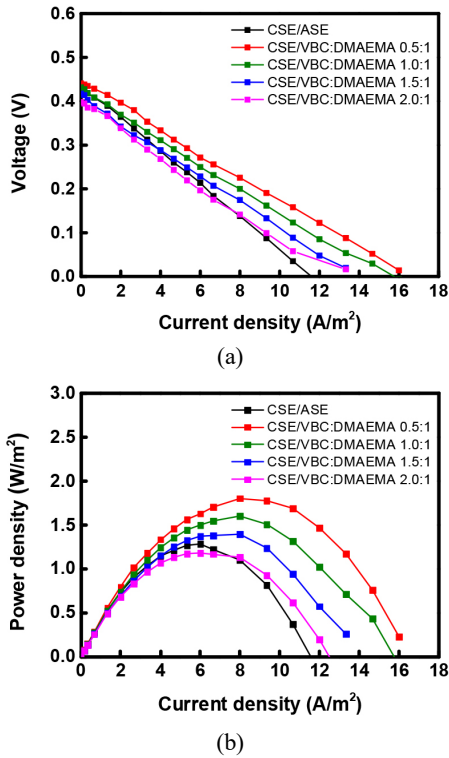 0.6
0.5
0.4
0.3
0.2
0.1
0.0
Voltage (V)
CSE/ASE
CSE/VBC:DMAEMA 0.5:1
CSE/VBC:DMAEMA 1.0:1
CSE/VBC:DMAEMA 1.5:1
CSE/VBC:DMAEMA 2.0:1
0 2 4 6 8 10 12 14 16 18
Current density (A/m²)
(a)
3.0
2.5
2.0
1.5
1.0
0.5
0.0
Power density (W/m²)
CSE/ASE
CSE/VBC:DMAEMA 0.5:1
CSE/VBC:DMAEMA 1.0:1
CSE/VBC:DMAEMA 1.5:1
CSE/VBC:DMAEMA 2.0:1
0 2 4 6 8 10 12 14 16 18
Current density (A/m²)
(b)